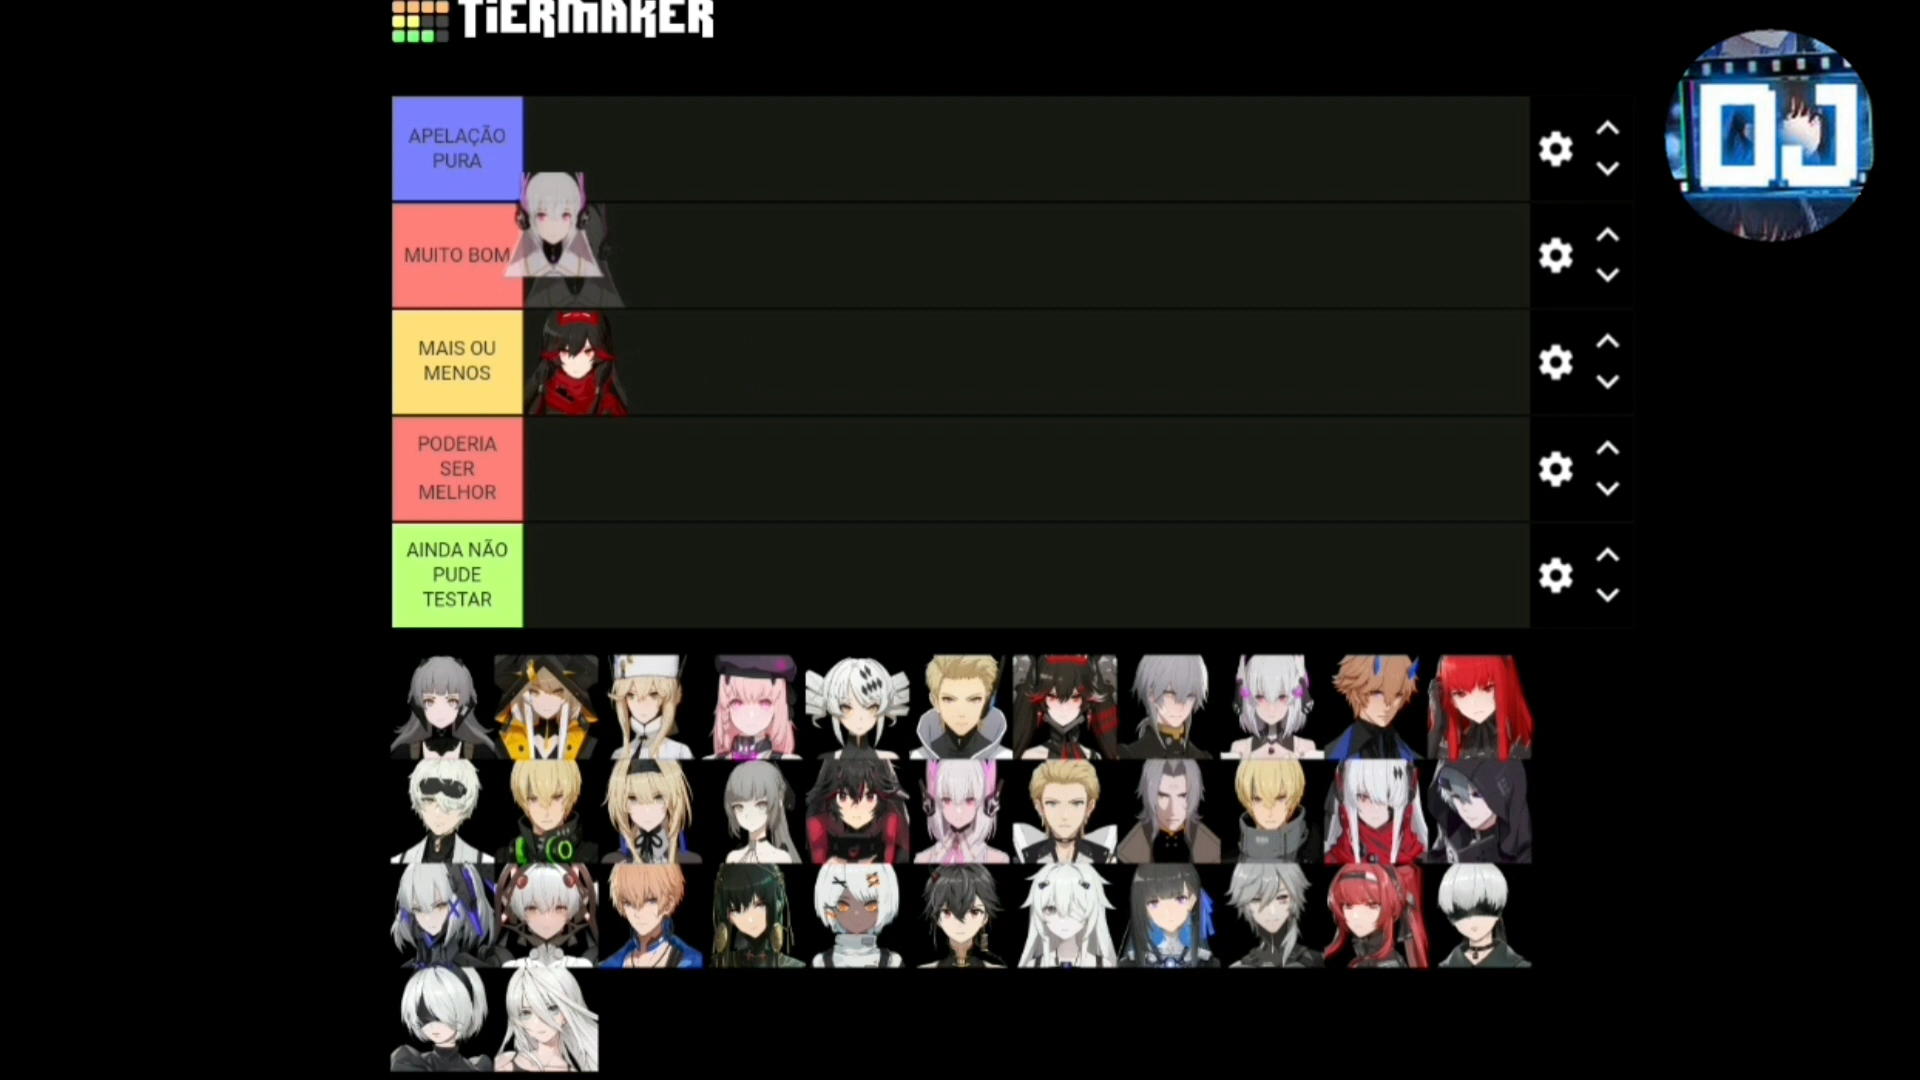 TiERMAKER
DJ
APELAÇÃO
PURA
MUITO BOM
MAIS OU
MENOS
PODERIA
SER
MELHOR
AINDA NÃO
PUDE
TESTAR